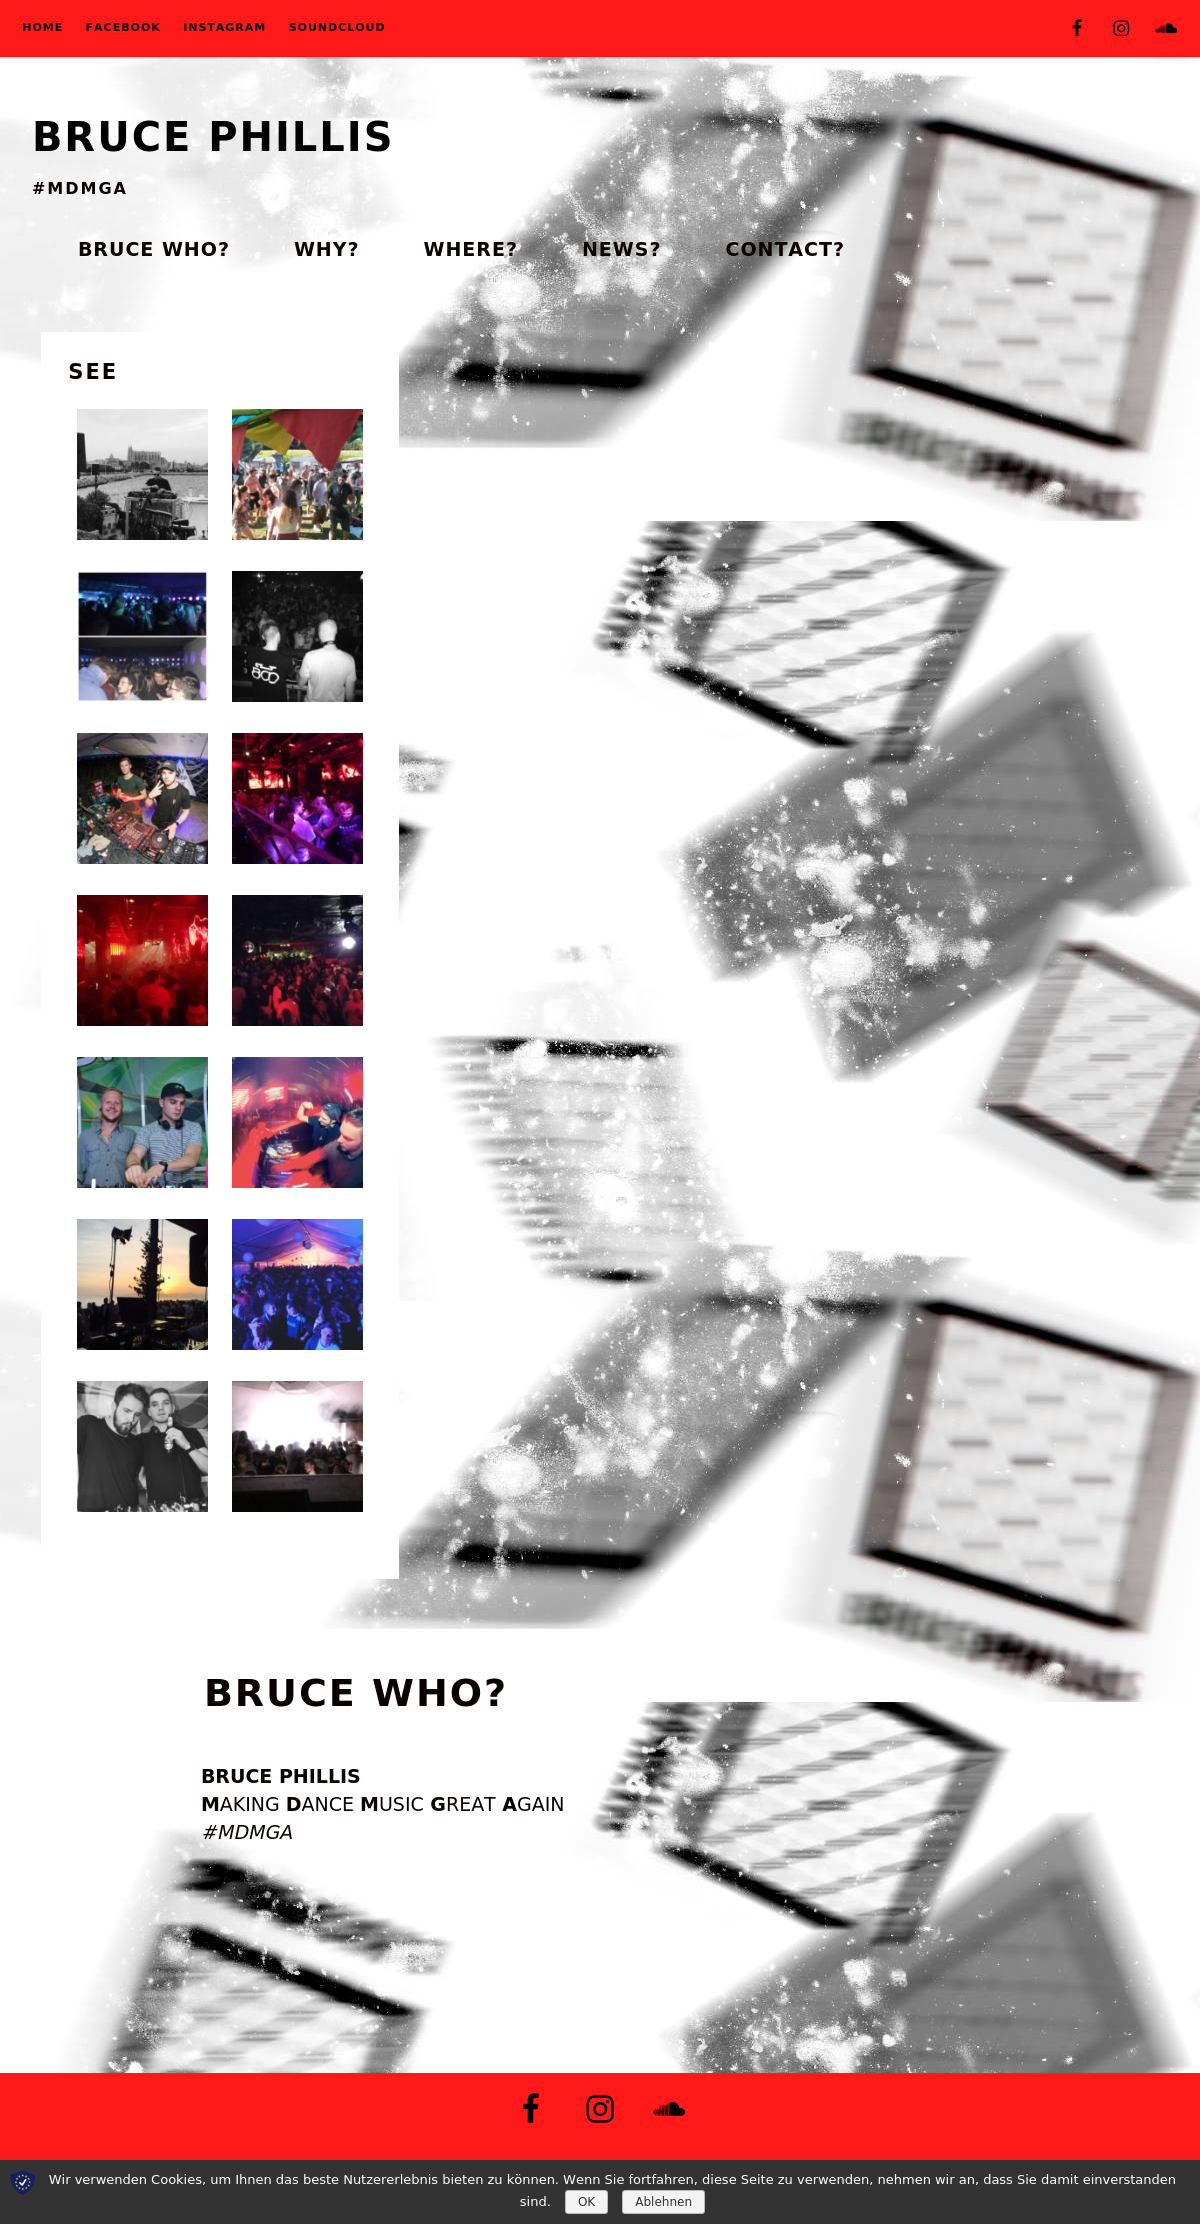 HOME FACEBOOK INSTAGRAM SOUNDCLOUD
BRUCE PHILLIS
#MDMGA
BRUCE WHO? WHY? WHERE? NEWS? CONTACT?
SEE
BRUCE WHO?
BRUCE PHILLIS
MAKING DANCE MUSIC GREAT AGAIN
#MDMGA
Wir verwenden Cookies, um Ihnen das beste Nutzererlebnis bieten zu können. Wenn Sie fortfahren, diese Seite zu verwenden, nehmen wir an, dass Sie damit einverstanden
sind. OK Ablehnen